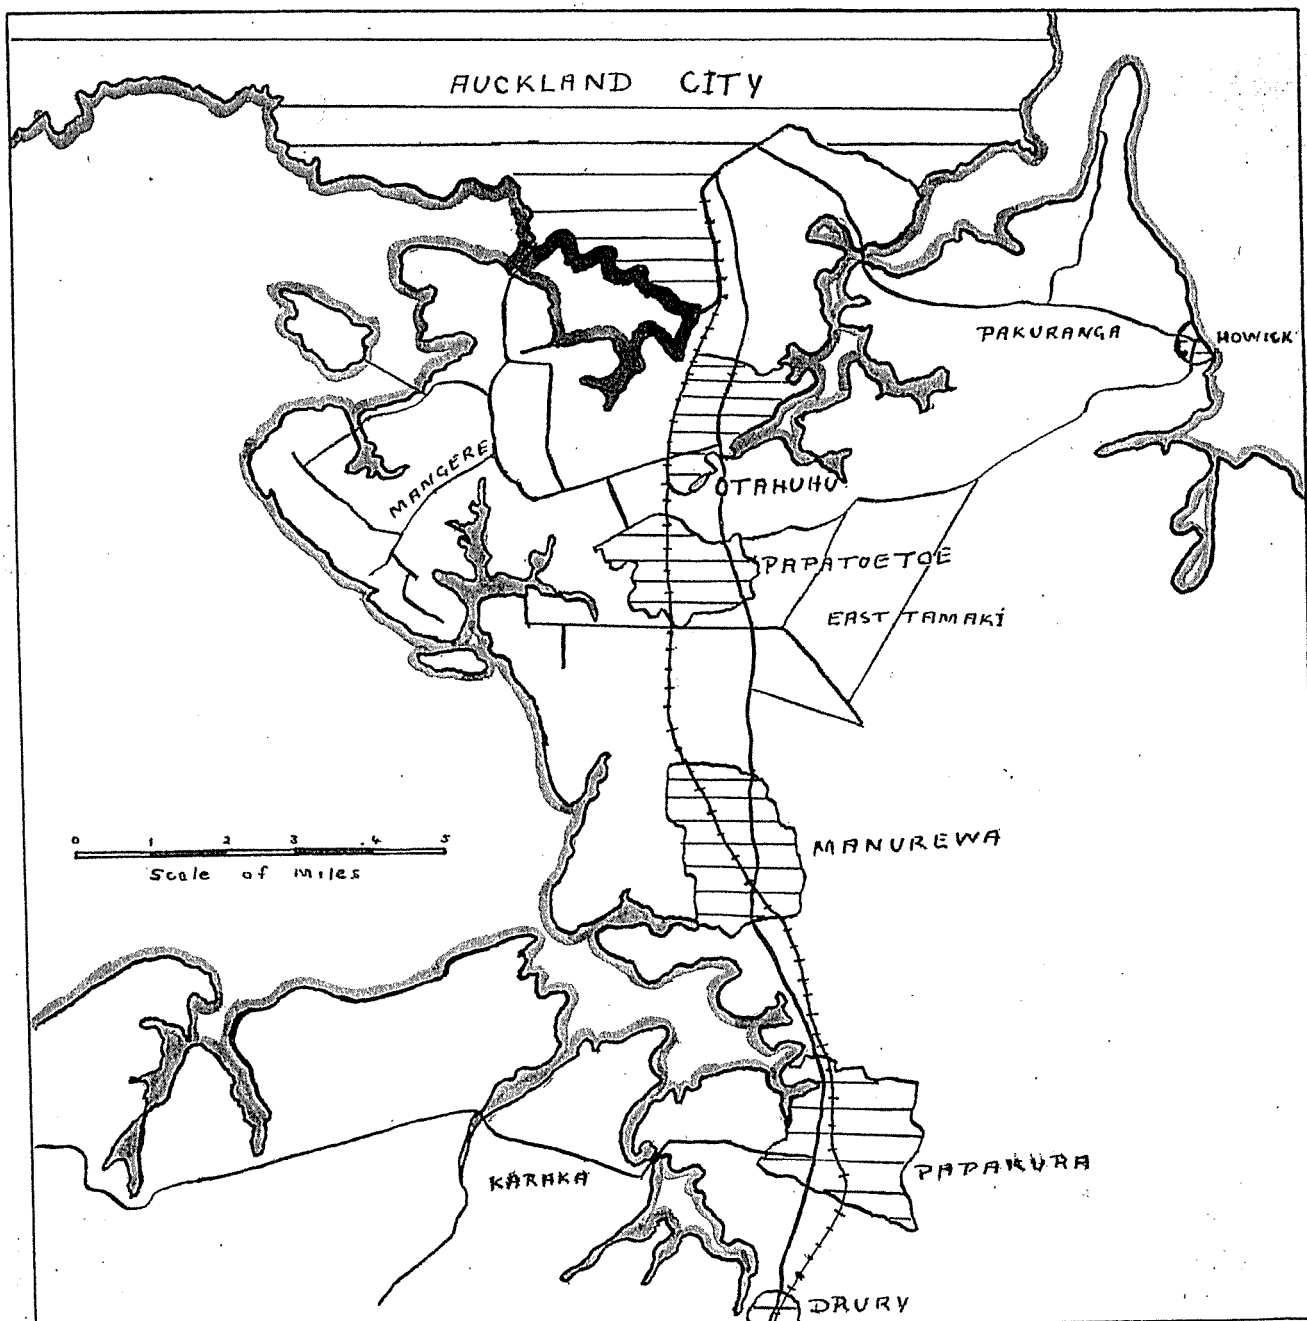 AUCKLAND CITY
PAKURANGA
HOWICK
MANGERE
OTAHUHU
PAPATOETOE
EAST TAMAKI
MANUREWA
0 1 2 3 4 5
Scale of Miles
KARAKA
PAPAKURA
DRURY